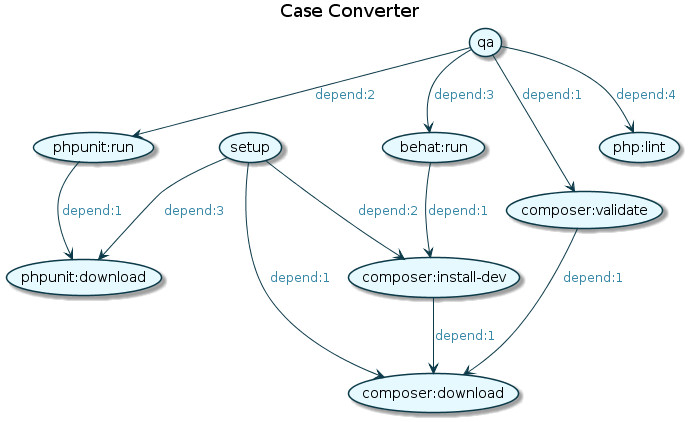 Case Converter
qa
depend:2
depend:3
depend:1
depend:4
phpunit:run
setup
behat:run
php:lint
depend:1
depend:3
depend:2
depend:1
composer:validate
phpunit:download
depend:1
composer:install-dev
depend:1
depend:1
composer:download